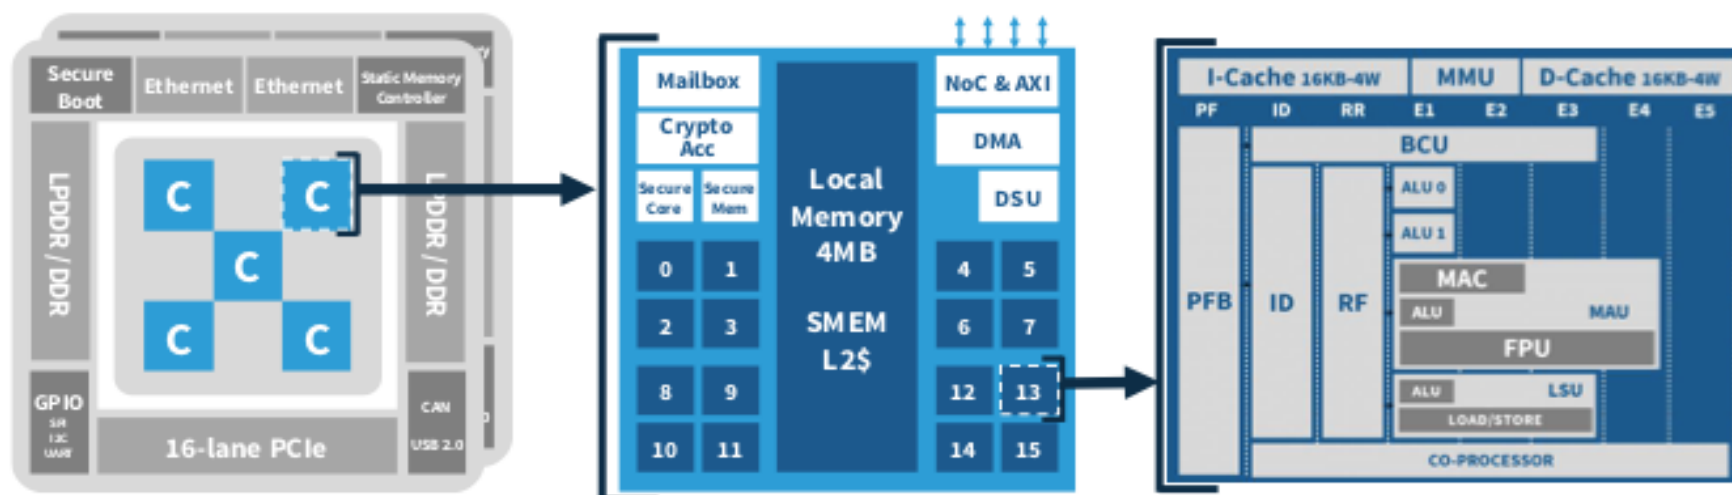 Secure
Boot
Ethernet
Ethernet
Static Memory
Controller
LPDDR / DDR
LPDDR / DDR
C
C
C
C
C
GPIO
SPI
I2C
UART
16-lane PCIe
CAN
USB 2.0
Mailbox
Crypto
Acc
Secure
Core
Secure
Mem
Local
Memory
4MB
SMEM
L2$
NoC & AXI
DMA
DSU
0 1
2 3
8 9
10 11
4 5
6 7
12 13
14 15
I-Cache 16KB-4W
MMU
D-Cache 16KB-4W
PF ID RR E1 E2 E3 E4 E5
BCU
PFB
ID
RF
ALU 0
ALU 1
MAC
ALU
MAU
FPU
ALU
LSU
LOAD/STORE
CO-PROCESSOR